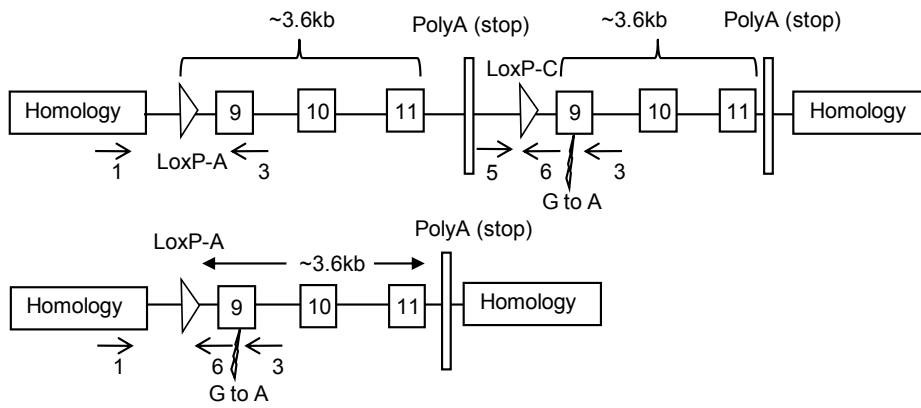 ~3.6kb PolyA (stop) ~3.6kb PolyA (stop)
LoxP-C
Homology 9 10 11 9 10 11 Homology
1 LoxP-A 3 5 6 3
G to A
LoxP-A PolyA (stop)
~3.6kb
Homology 9 10 11 Homology
1 6 3
G to A